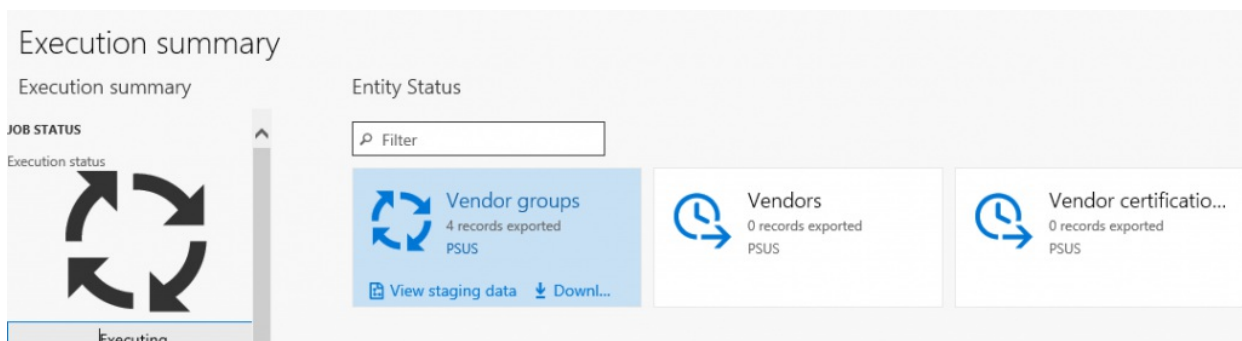 Execution summary
Execution summary
JOB STATUS
Execution status
Executing
Entity Status
Filter
Vendor groups
4 records exported
PSUS
View staging data Downl...
Vendors
0 records exported
PSUS
Vendor certificatio...
0 records exported
PSUS